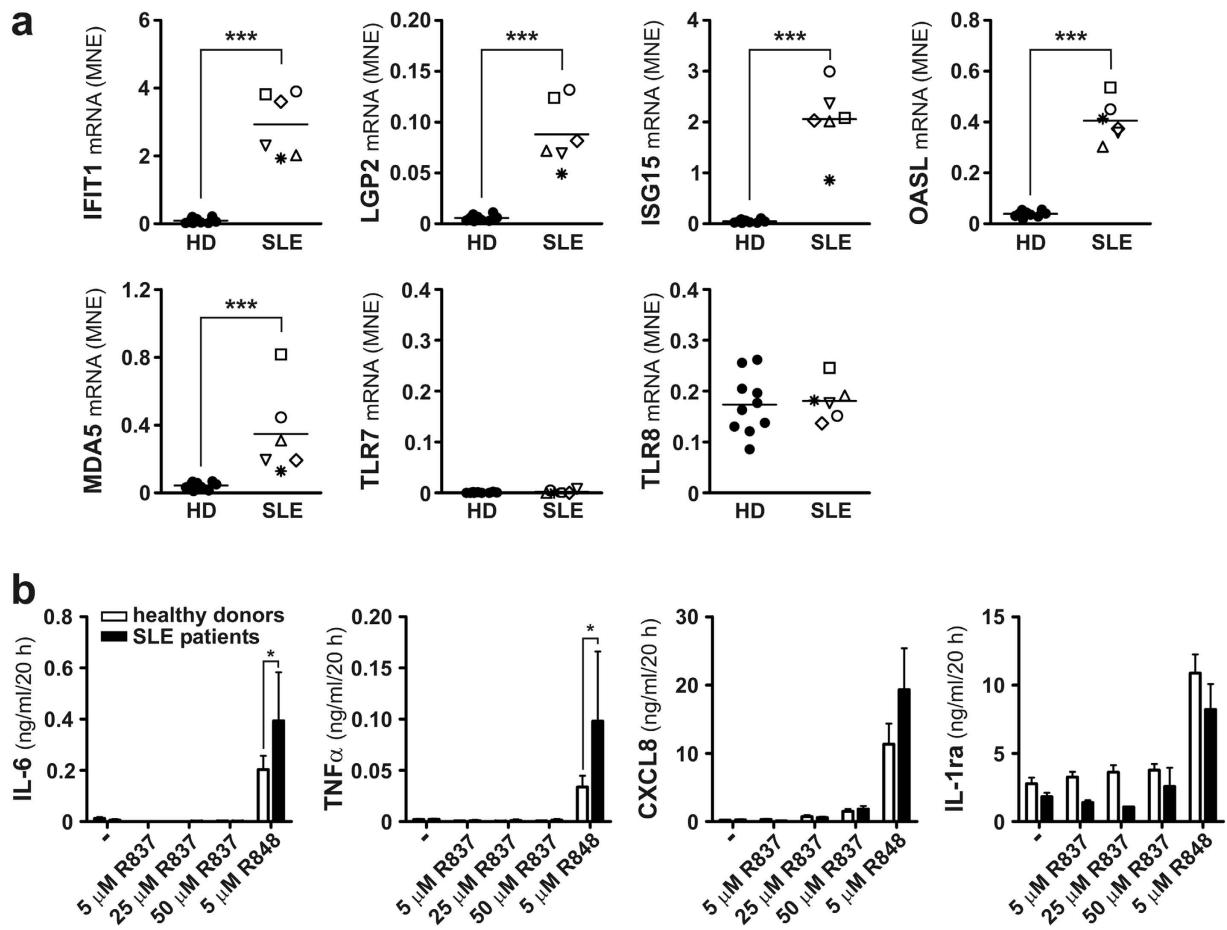 a
IFIT1 mRNA (MNE)
6
4
2
0
***
HD
SLE
LGP2 mRNA (MNE)
0.20
0.15
0.10
0.05
0
***
HD
SLE
ISG15 mRNA (MNE)
4
3
2
1
0
***
HD
SLE
OASL mRNA (MNE)
0.8
0.6
0.4
0.2
0
***
HD
SLE
MDA5 mRNA (MNE)
1.2
0.8
0.4
0
***
HD
SLE
TLR7 mRNA (MNE)
0.4
0.3
0.2
0.1
0
HD
SLE
TLR8 mRNA (MNE)
0.4
0.3
0.2
0.1
0
HD
SLE
b
healthy donors
SLE patients
IL-6 (ng/ml/20 h)
0.8
0.6
0.4
0.2
0
*
-
5 µM R837
25 µM R837
50 µM R837
5 µM R848
TNFα (ng/ml/20 h)
0.20
0.15
0.10
0.05
0
*
-
5 µM R837
25 µM R837
50 µM R837
5 µM R848
CXCL8 (ng/ml/20 h)
30
20
10
0
-
5 µM R837
25 µM R837
50 µM R837
5 µM R848
IL-1ra (ng/ml/20 h)
15
10
5
0
-
5 µM R837
25 µM R837
50 µM R837
5 µM R848